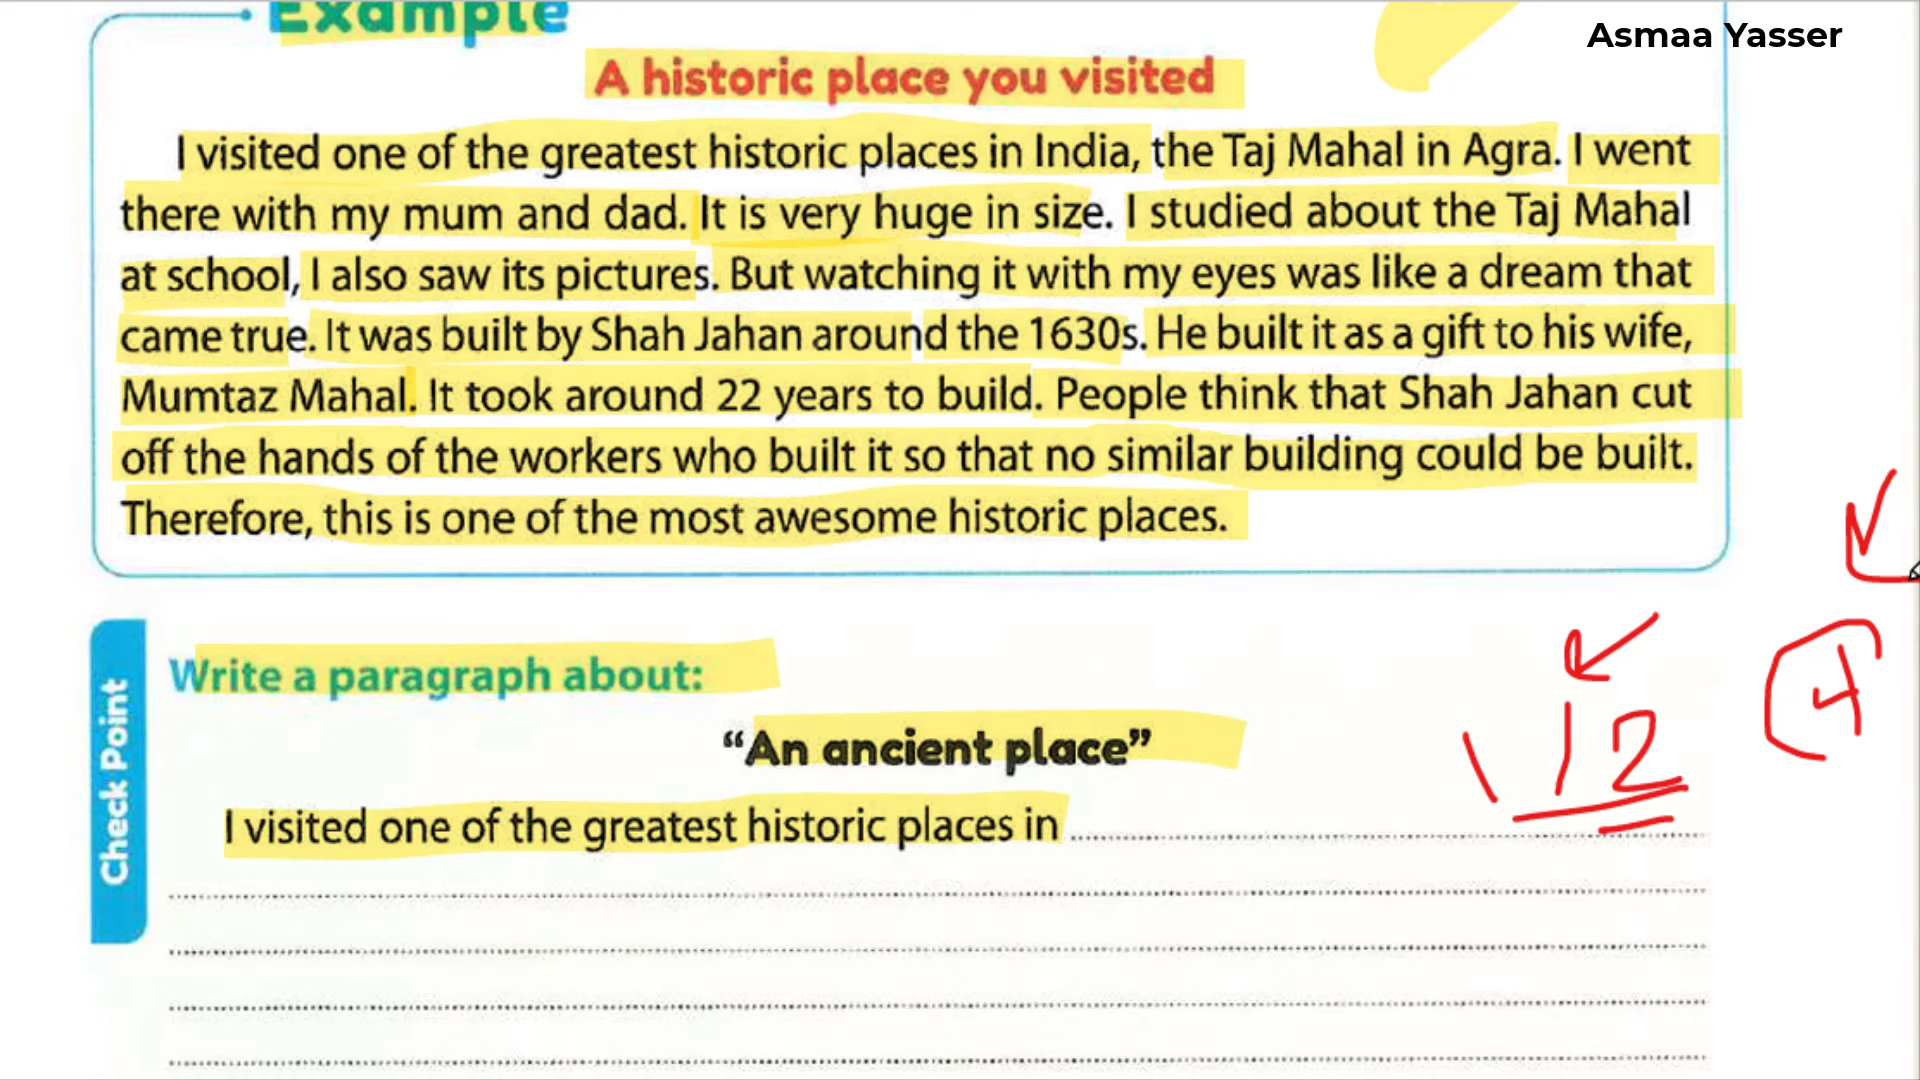 Example
Asmaa Yasser
A historic place you visited
I visited one of the greatest historic places in India, the Taj Mahal in Agra. I went
there with my mum and dad. It is very huge in size. I studied about the Taj Mahal
at school, I also saw its pictures. But watching it with my eyes was like a dream that
came true. It was built by Shah Jahan around the 1630s. He built it as a gift to his wife,
Mumtaz Mahal. It took around 22 years to build. People think that Shah Jahan cut
off the hands of the workers who built it so that no similar building could be built.
Therefore, this is one of the most awesome historic places.
Check Point
Write a paragraph about:
"An ancient place"
I visited one of the greatest historic places in
\ 12
4